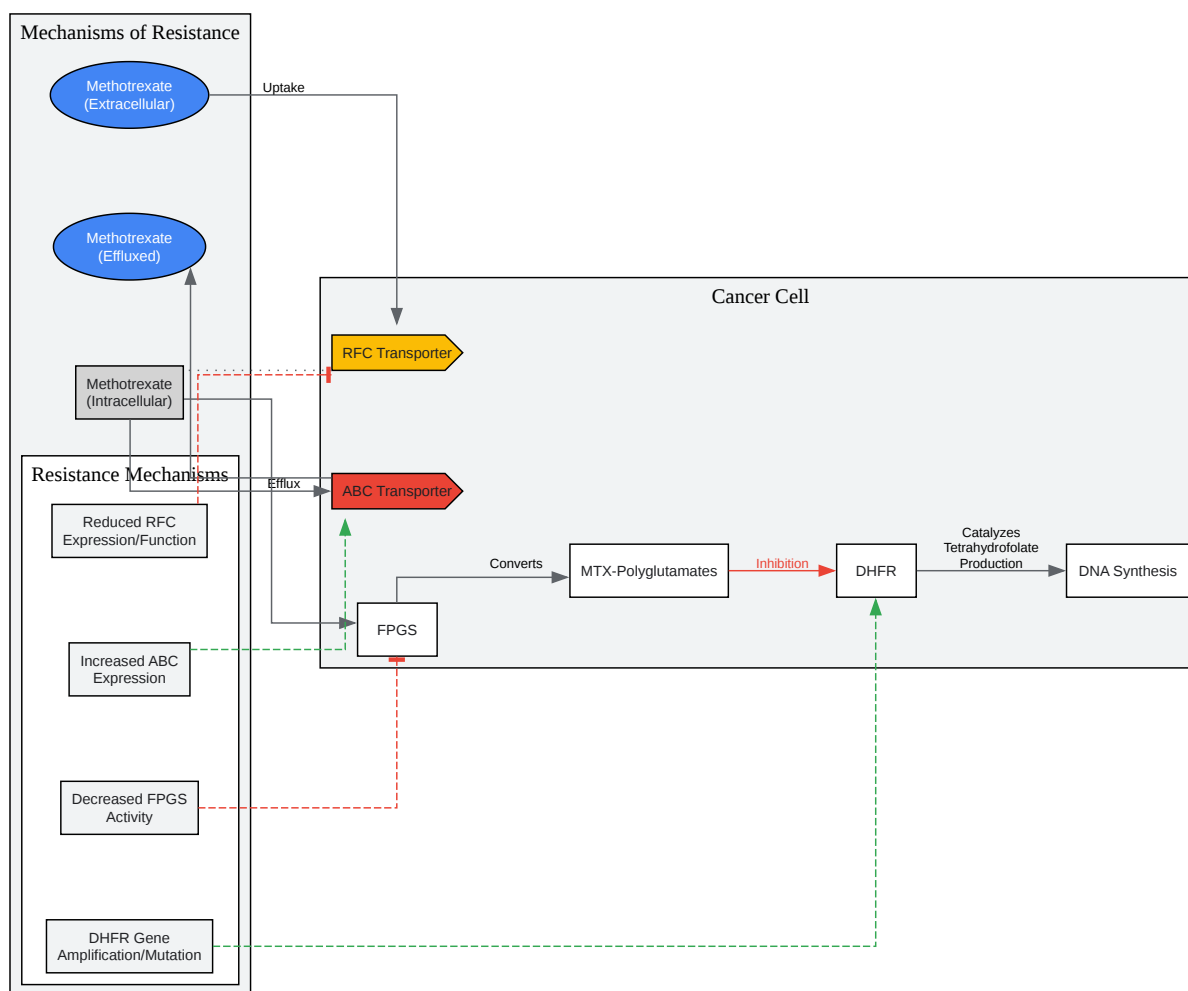 Mechanisms of Resistance
Methotrexate
(Extracellular)
Uptake
Methotrexate
(Effluxed)
Cancer Cell
RFC Transporter
Methotrexate
(Intracellular)
Resistance Mechanisms
Efflux
ABC Transporter
Reduced RFC
Expression/Function
Converts
MTX-Polyglutamates
Inhibition
DHFR
Catalyzes
Tetrahydrofolate
Production
DNA Synthesis
FPGS
Increased ABC
Expression
Decreased FPGS
Activity
DHFR Gene
Amplification/Mutation